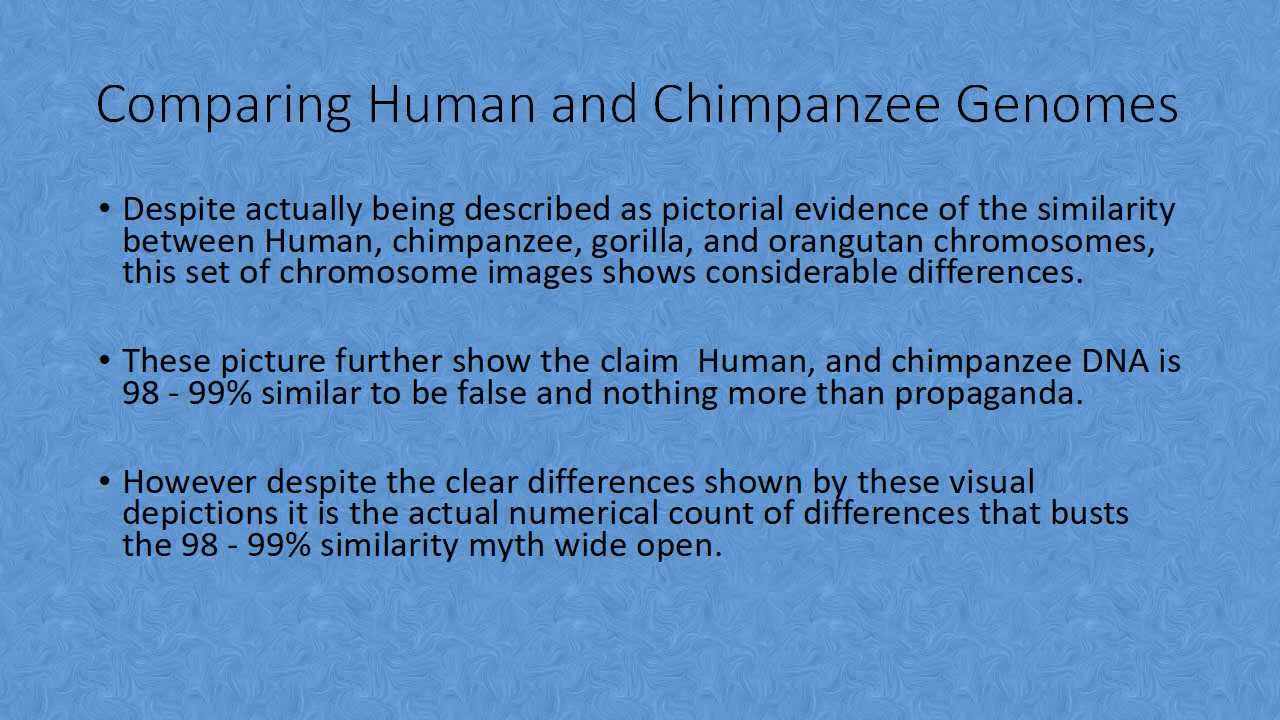 Comparing Human and Chimpanzee Genomes
• Despite actually being described as pictorial evidence of the similarity
between Human, chimpanzee, gorilla, and orangutan chromosomes,
this set of chromosome images shows considerable differences.
• These picture further show the claim  Human, and chimpanzee DNA is
98 - 99% similar to be false and nothing more than propaganda.
• However despite the clear differences shown by these visual
depictions it is the actual numerical count of differences that busts
the 98 - 99% similarity myth wide open.